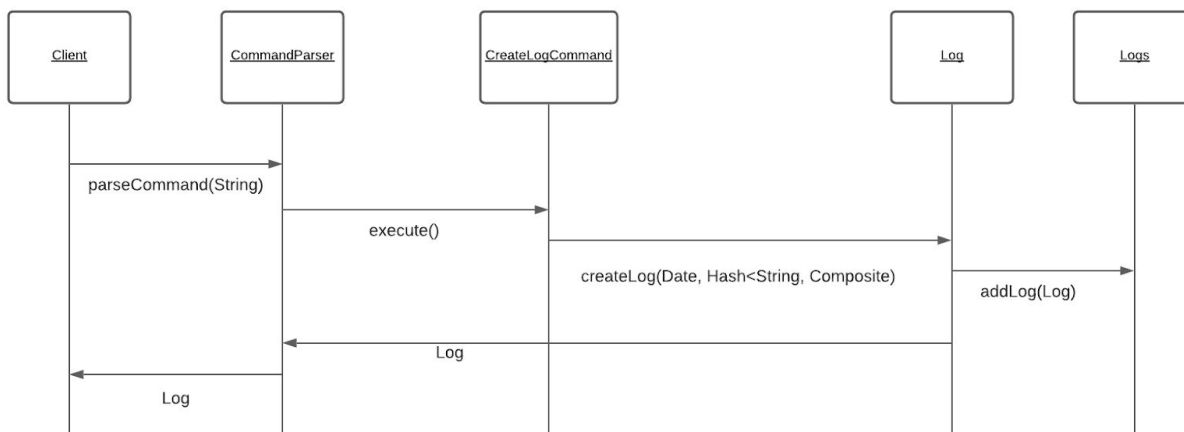 Client
CommandParser
CreateLogCommand
Log
Logs
parseCommand(String)
execute()
createLog(Date, Hash<String, Composite)
addLog(Log)
Log
Log